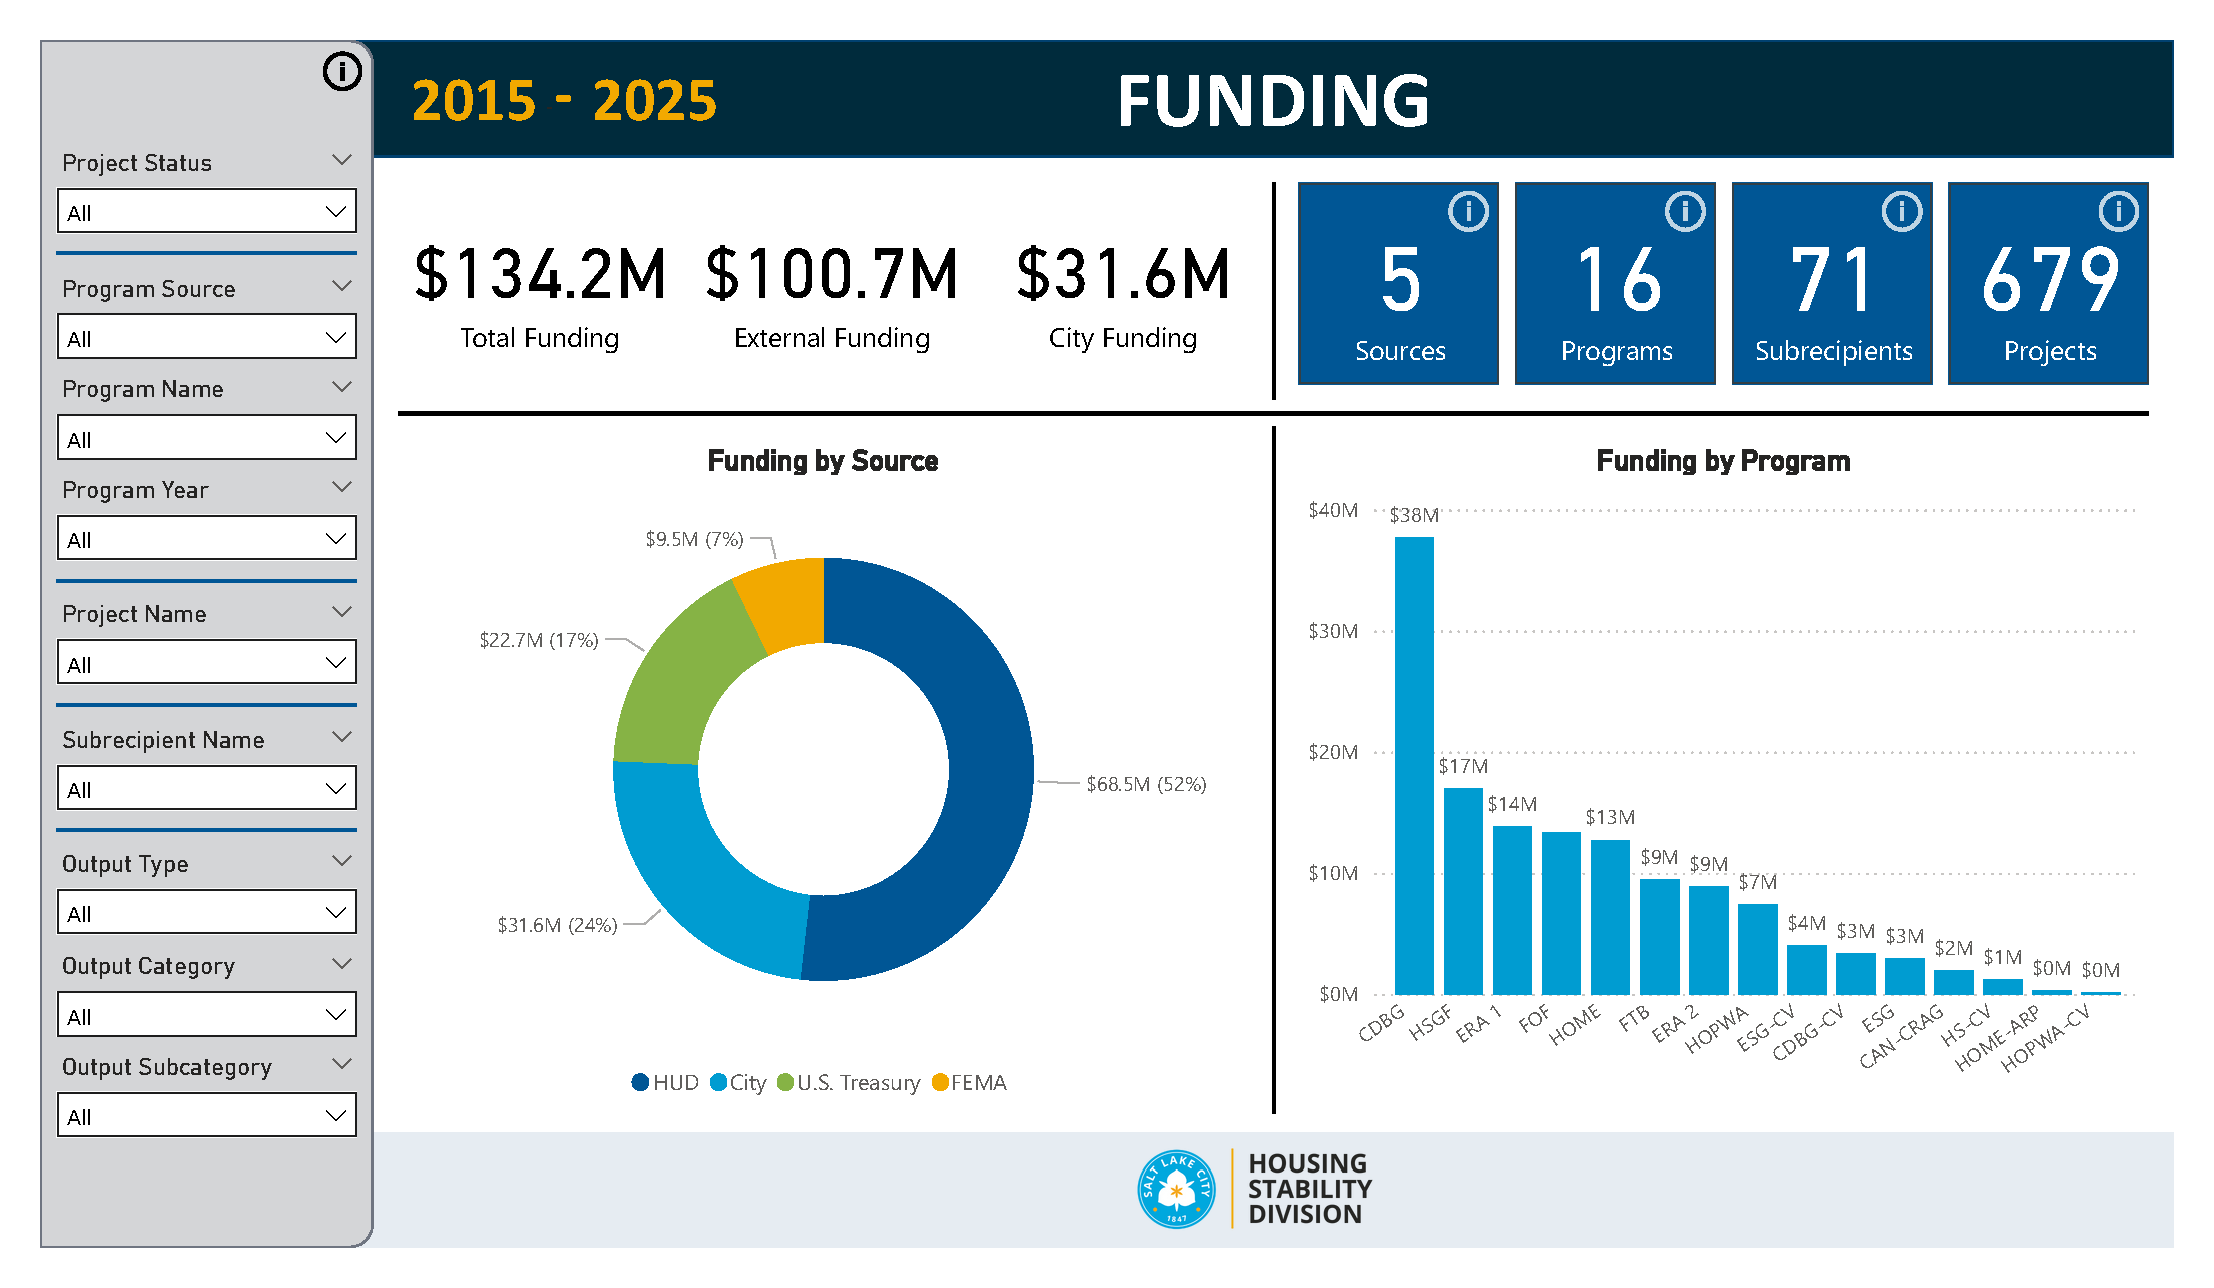 2015 - 2025
FUNDING
Project Status
All
Program Source
All
Program Name
All
Program Year
All
Project Name
All
Subrecipient Name
All
Output Type
All
Output Category
All
Output Subcategory
All
$134.2M
Total Funding
$100.7M
External Funding
$31.6M
City Funding
5
Sources
16
Programs
71
Subrecipients
679
Projects
Funding by Source
$9.5M (7%)
$22.7M (17%)
$68.5M (52%)
$31.6M (24%)
HUD City U.S. Treasury FEMA
Funding by Program
$40M
$30M
$20M
$10M
$0M
$38M
$17M
$14M
$13M
$9M
$9M
$7M
$4M
$3M
$3M
$2M
$1M
$0M
$0M
CDBG
HSGF
ERA 1
FOF
HOME
FTB
ERA 2
HOPWA
ESG-CV
CDBG-CV
ESG
CAN-CRAG
HS-CV
HOME-ARP
HOPWA-CV
SALT LAKE CITY
1847
HOUSING
STABILITY
DIVISION